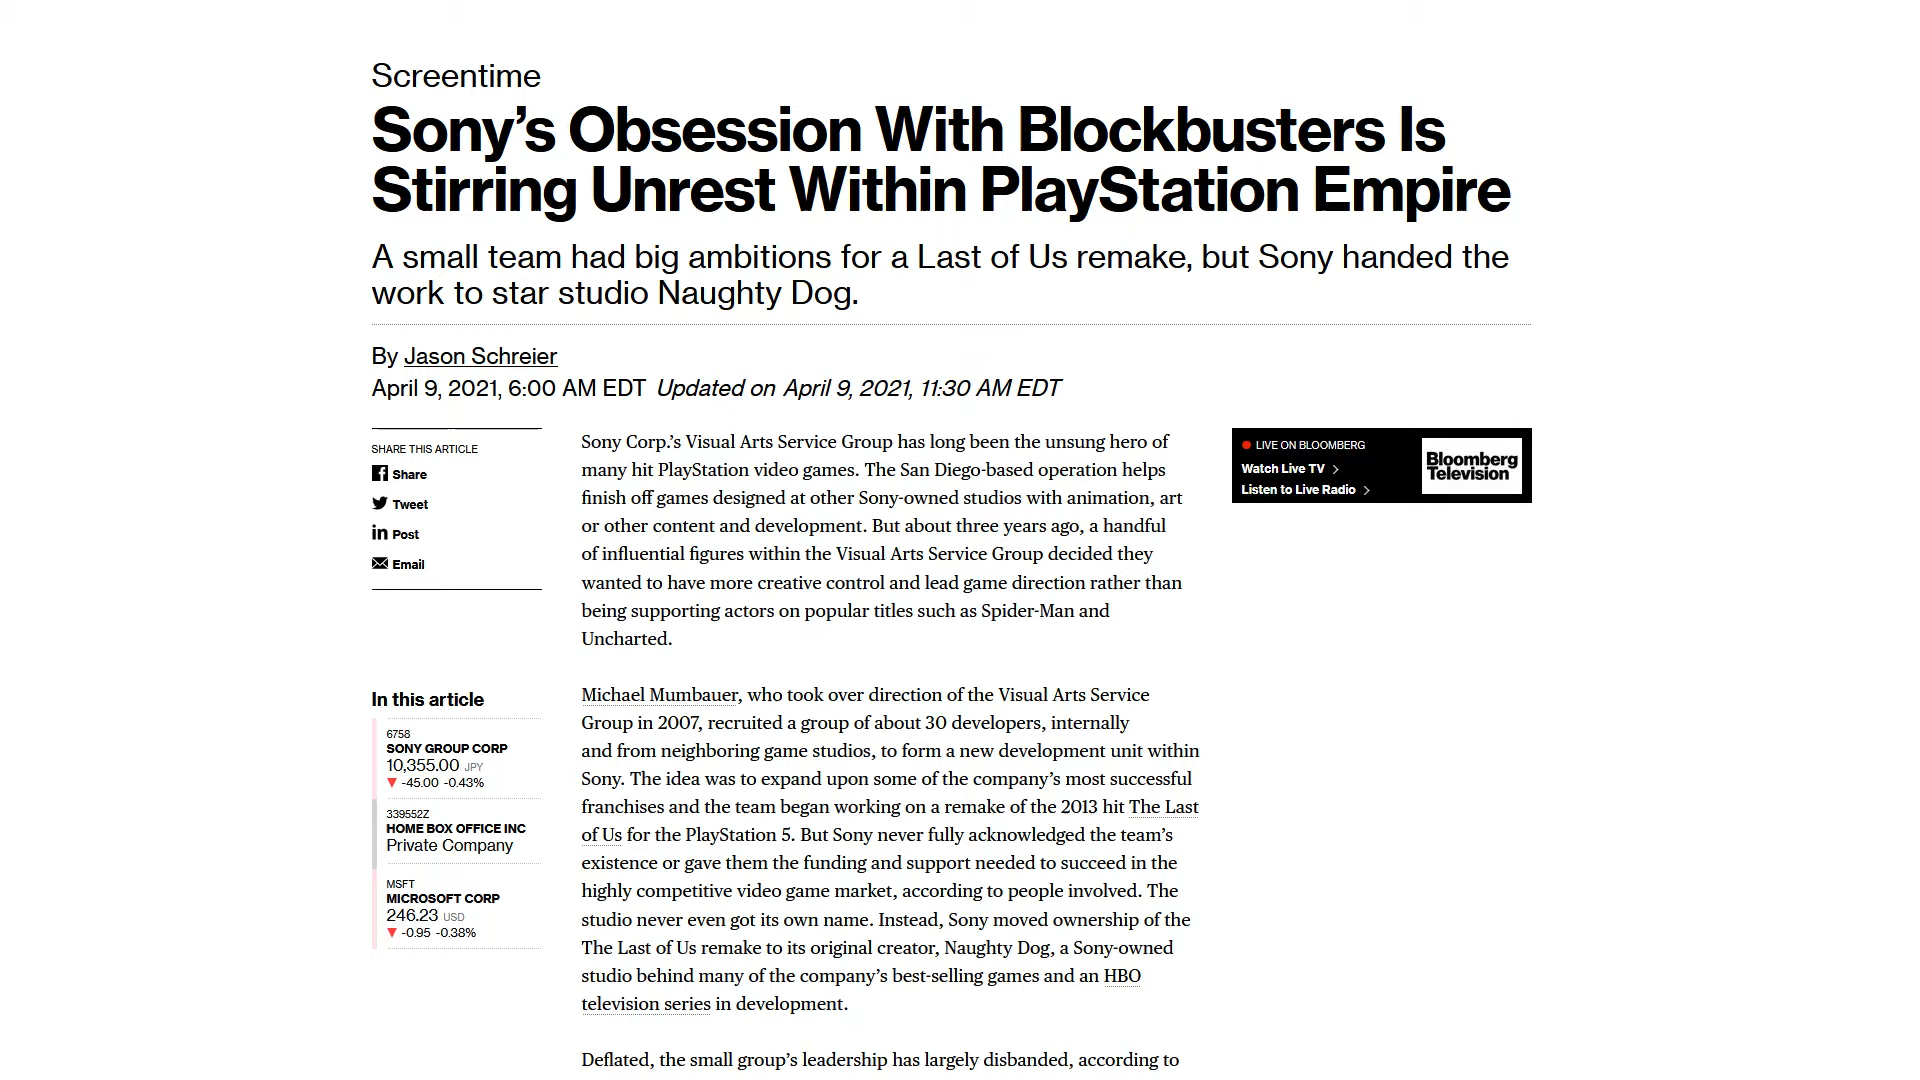 Screentime
Sony’s Obsession With Blockbusters Is
Stirring Unrest Within PlayStation Empire
A small team had big ambitions for a Last of Us remake, but Sony handed the
work to star studio Naughty Dog.
By Jason Schreier
April 9, 2021, 6:00 AM EDT Updated on April 9, 2021, 11:30 AM EDT
SHARE THIS ARTICLE
Share
Tweet
Post
Email
In this article
6758
SONY GROUP CORP
10,355.00 JPY
▼ -45.00 -0.43%
339552Z
HOME BOX OFFICE INC
Private Company
MSFT
MICROSOFT CORP
246.23 USD
▼ -0.95 -0.38%
Sony Corp.’s Visual Arts Service Group has long been the unsung hero of
many hit PlayStation video games. The San Diego-based operation helps
finish off games designed at other Sony-owned studios with animation, art
or other content and development. But about three years ago, a handful
of influential figures within the Visual Arts Service Group decided they
wanted to have more creative control and lead game direction rather than
being supporting actors on popular titles such as Spider-Man and
Uncharted.
Michael Mumbauer, who took over direction of the Visual Arts Service
Group in 2007, recruited a group of about 30 developers, internally
and from neighboring game studios, to form a new development unit within
Sony. The idea was to expand upon some of the company’s most successful
franchises and the team began working on a remake of the 2013 hit The Last
of Us for the PlayStation 5. But Sony never fully acknowledged the team’s
existence or gave them the funding and support needed to succeed in the
highly competitive video game market, according to people involved. The
studio never even got its own name. Instead, Sony moved ownership of the
The Last of Us remake to its original creator, Naughty Dog, a Sony-owned
studio behind many of the company’s best-selling games and an HBO
television series in development.
Deflated, the small group’s leadership has largely disbanded, according to
LIVE ON BLOOMBERG
Watch Live TV >
Listen to Live Radio >
Bloomberg
Television